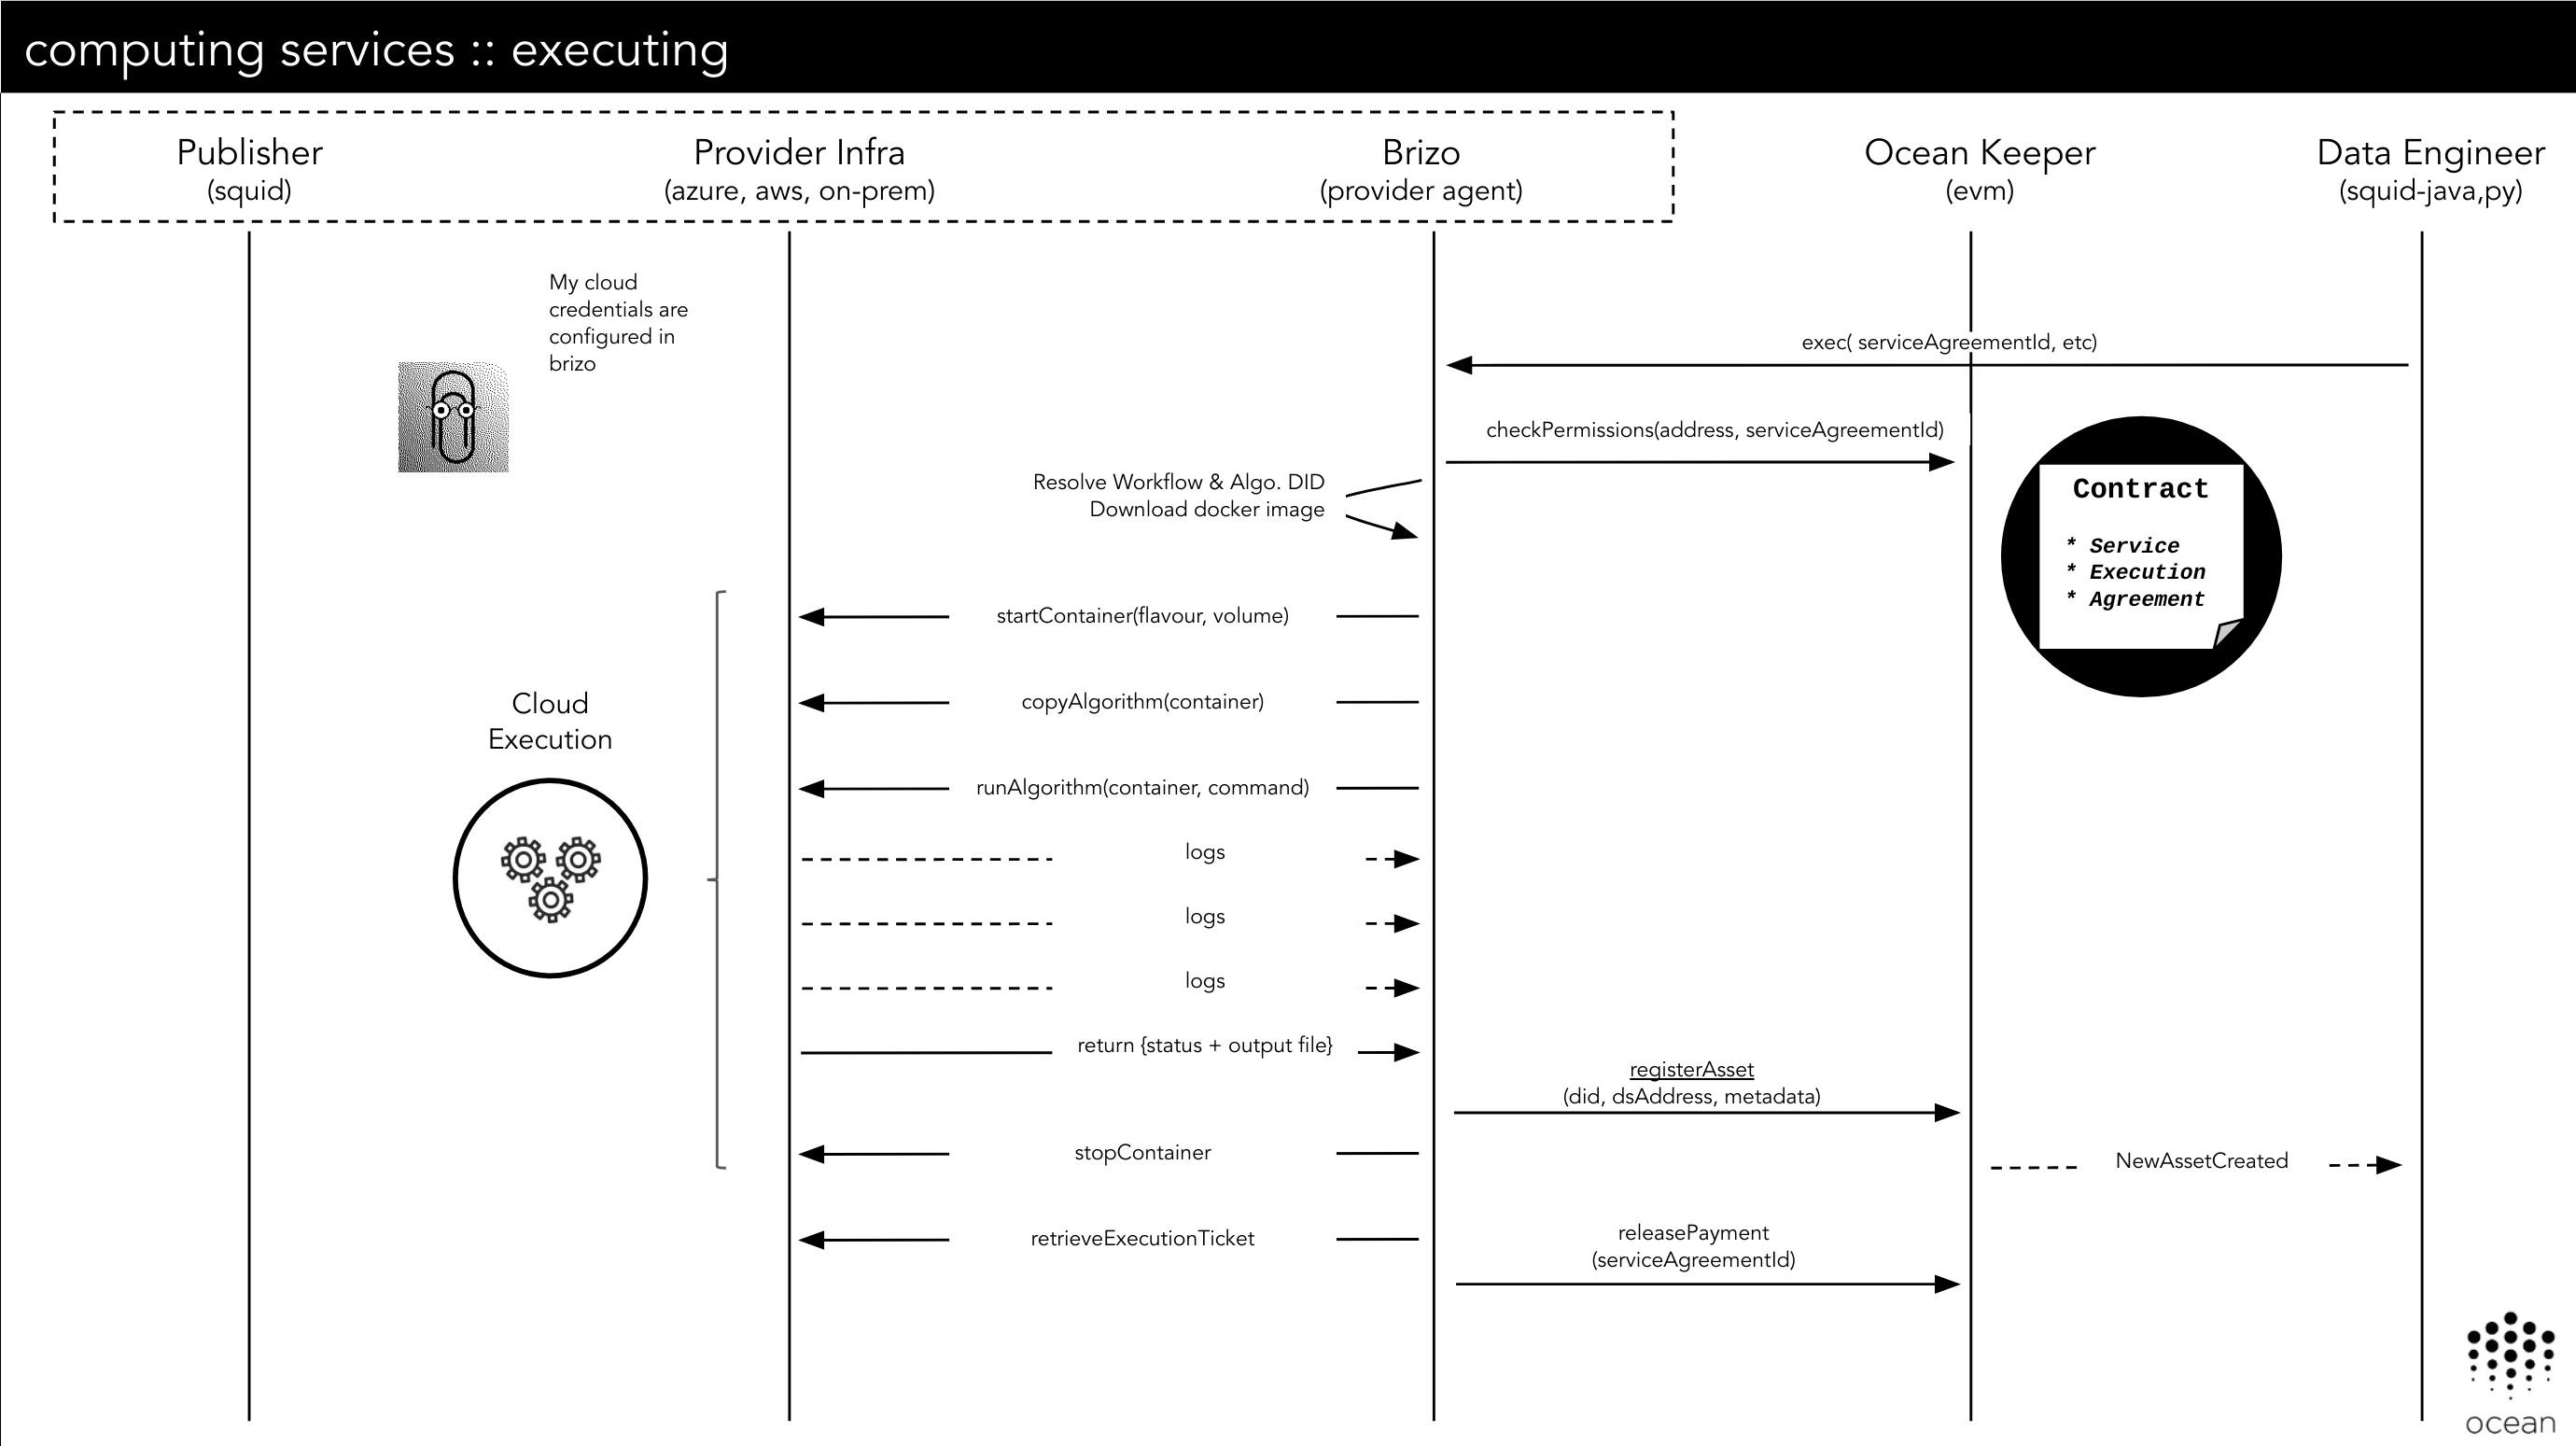 computing services :: executing
Publisher
(squid)
Provider Infra
(azure, aws, on-prem)
Brizo
(provider agent)
Ocean Keeper
(evm)
Data Engineer
(squid-java,py)
My cloud
credentials are
configured in
brizo
exec( serviceAgreementId, etc)
checkPermissions(address, serviceAgreementId)
Resolve Workflow & Algo. DID
Download docker image
Contract
* Service
* Execution
* Agreement
startContainer(flavour, volume)
copyAlgorithm(container)
Cloud
Execution
runAlgorithm(container, command)
logs
logs
logs
return {status + output file}
registerAsset
(did, dsAddress, metadata)
stopContainer
NewAssetCreated
retrieveExecutionTicket
releasePayment
(serviceAgreementId)
ocean